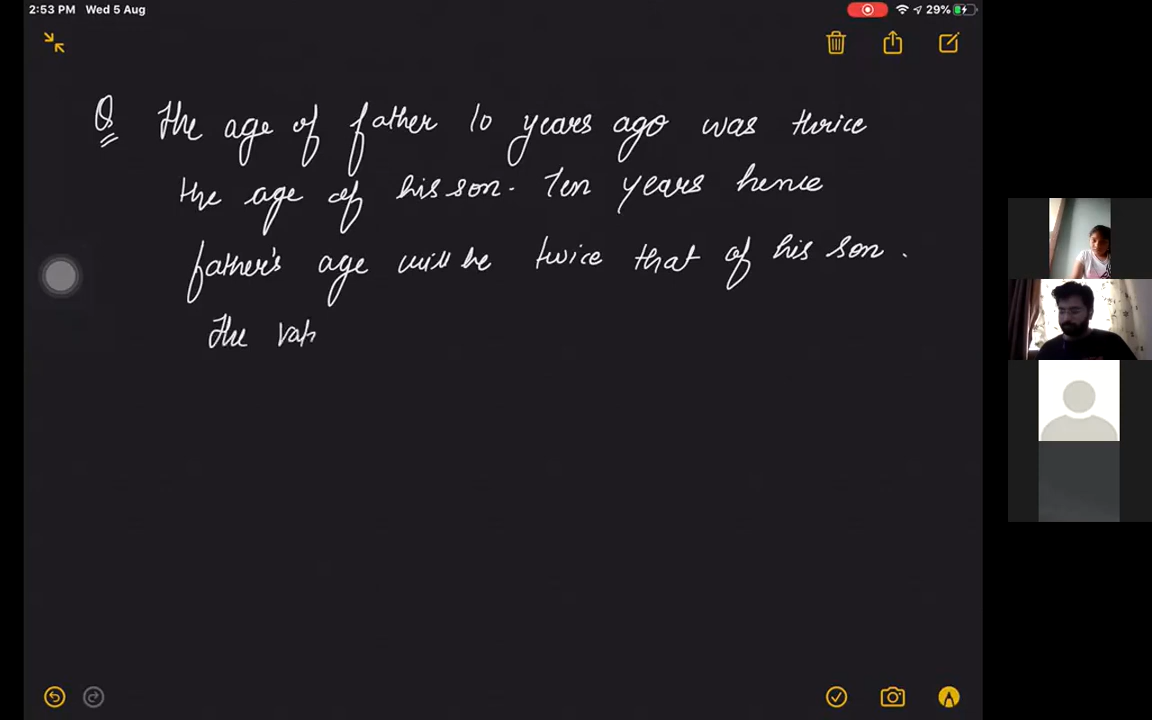 2:53 PM Wed 5 Aug
29%
Q The age of father 10 years ago was thrice
the age of his son. Ten years hence
father's age will be twice that of his son.
The